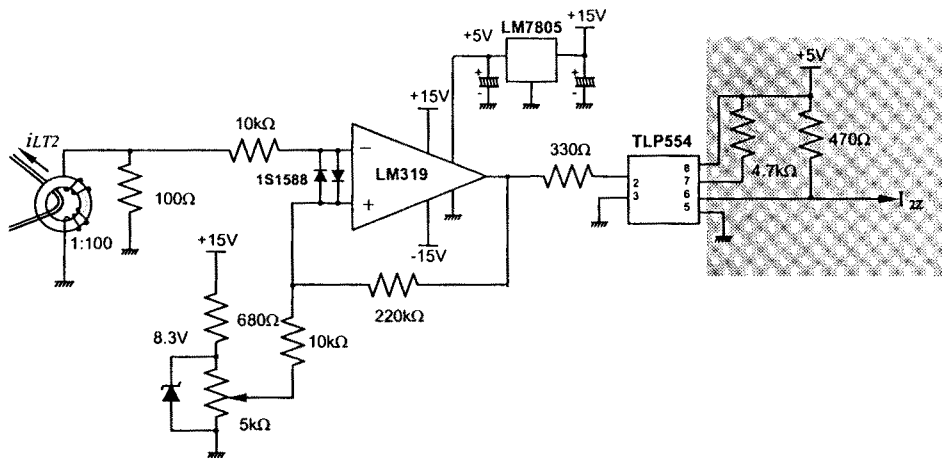 LM7805
+15V
+5V
+
-
+
-
+5V
+15V
iLT2
10kΩ
TLP554
330Ω
470Ω
1S1588
−
LM319
8
4.7kΩ
100Ω
2
7
3
6
I_ZZ
+
5
1:100
+15V
-15V
680Ω
220kΩ
8.3V
10kΩ
5kΩ